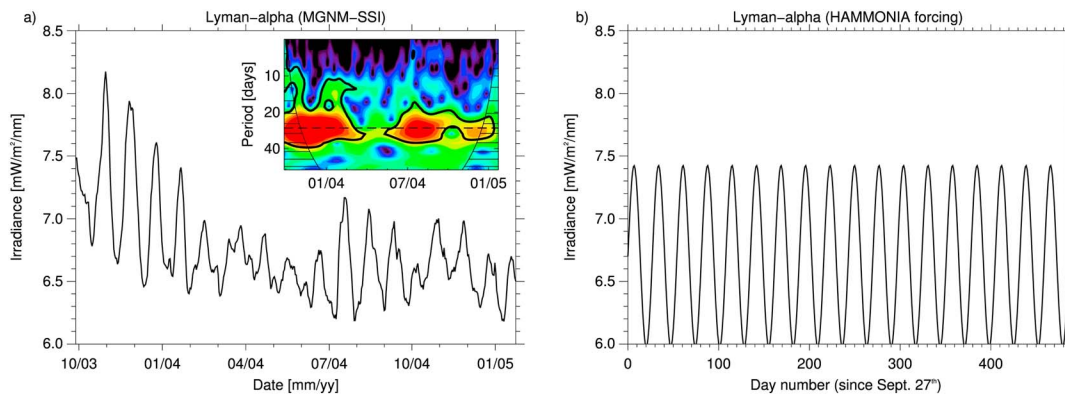 a)
Lyman-alpha (MGNM-SSI)
8.5
8.0
7.5
7.0
6.5
6.0
Irradiance [mW/m²/nm]
10/03 01/04 04/04 07/04 10/04 01/05
Date [mm/yy]
Period [days]
10
20
40
01/04 07/04 01/05
b)
Lyman-alpha (HAMMONIA forcing)
8.5
8.0
7.5
7.0
6.5
6.0
Irradiance [mW/m²/nm]
0 100 200 300 400
Day number (since Sept. 27th)